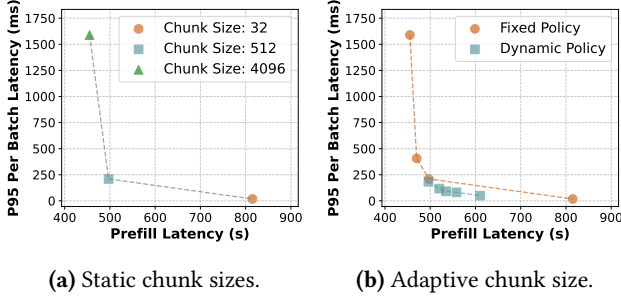 P95 Per Batch Latency (ms)
1750
1500
1250
1000
750
500
250
0
400 500 600 700 800 900
Prefill Latency (s)
Chunk Size: 32
Chunk Size: 512
Chunk Size: 4096
(a) Static chunk sizes.
P95 Per Batch Latency (ms)
1750
1500
1250
1000
750
500
250
0
400 500 600 700 800 900
Prefill Latency (s)
Fixed Policy
Dynamic Policy
(b) Adaptive chunk size.